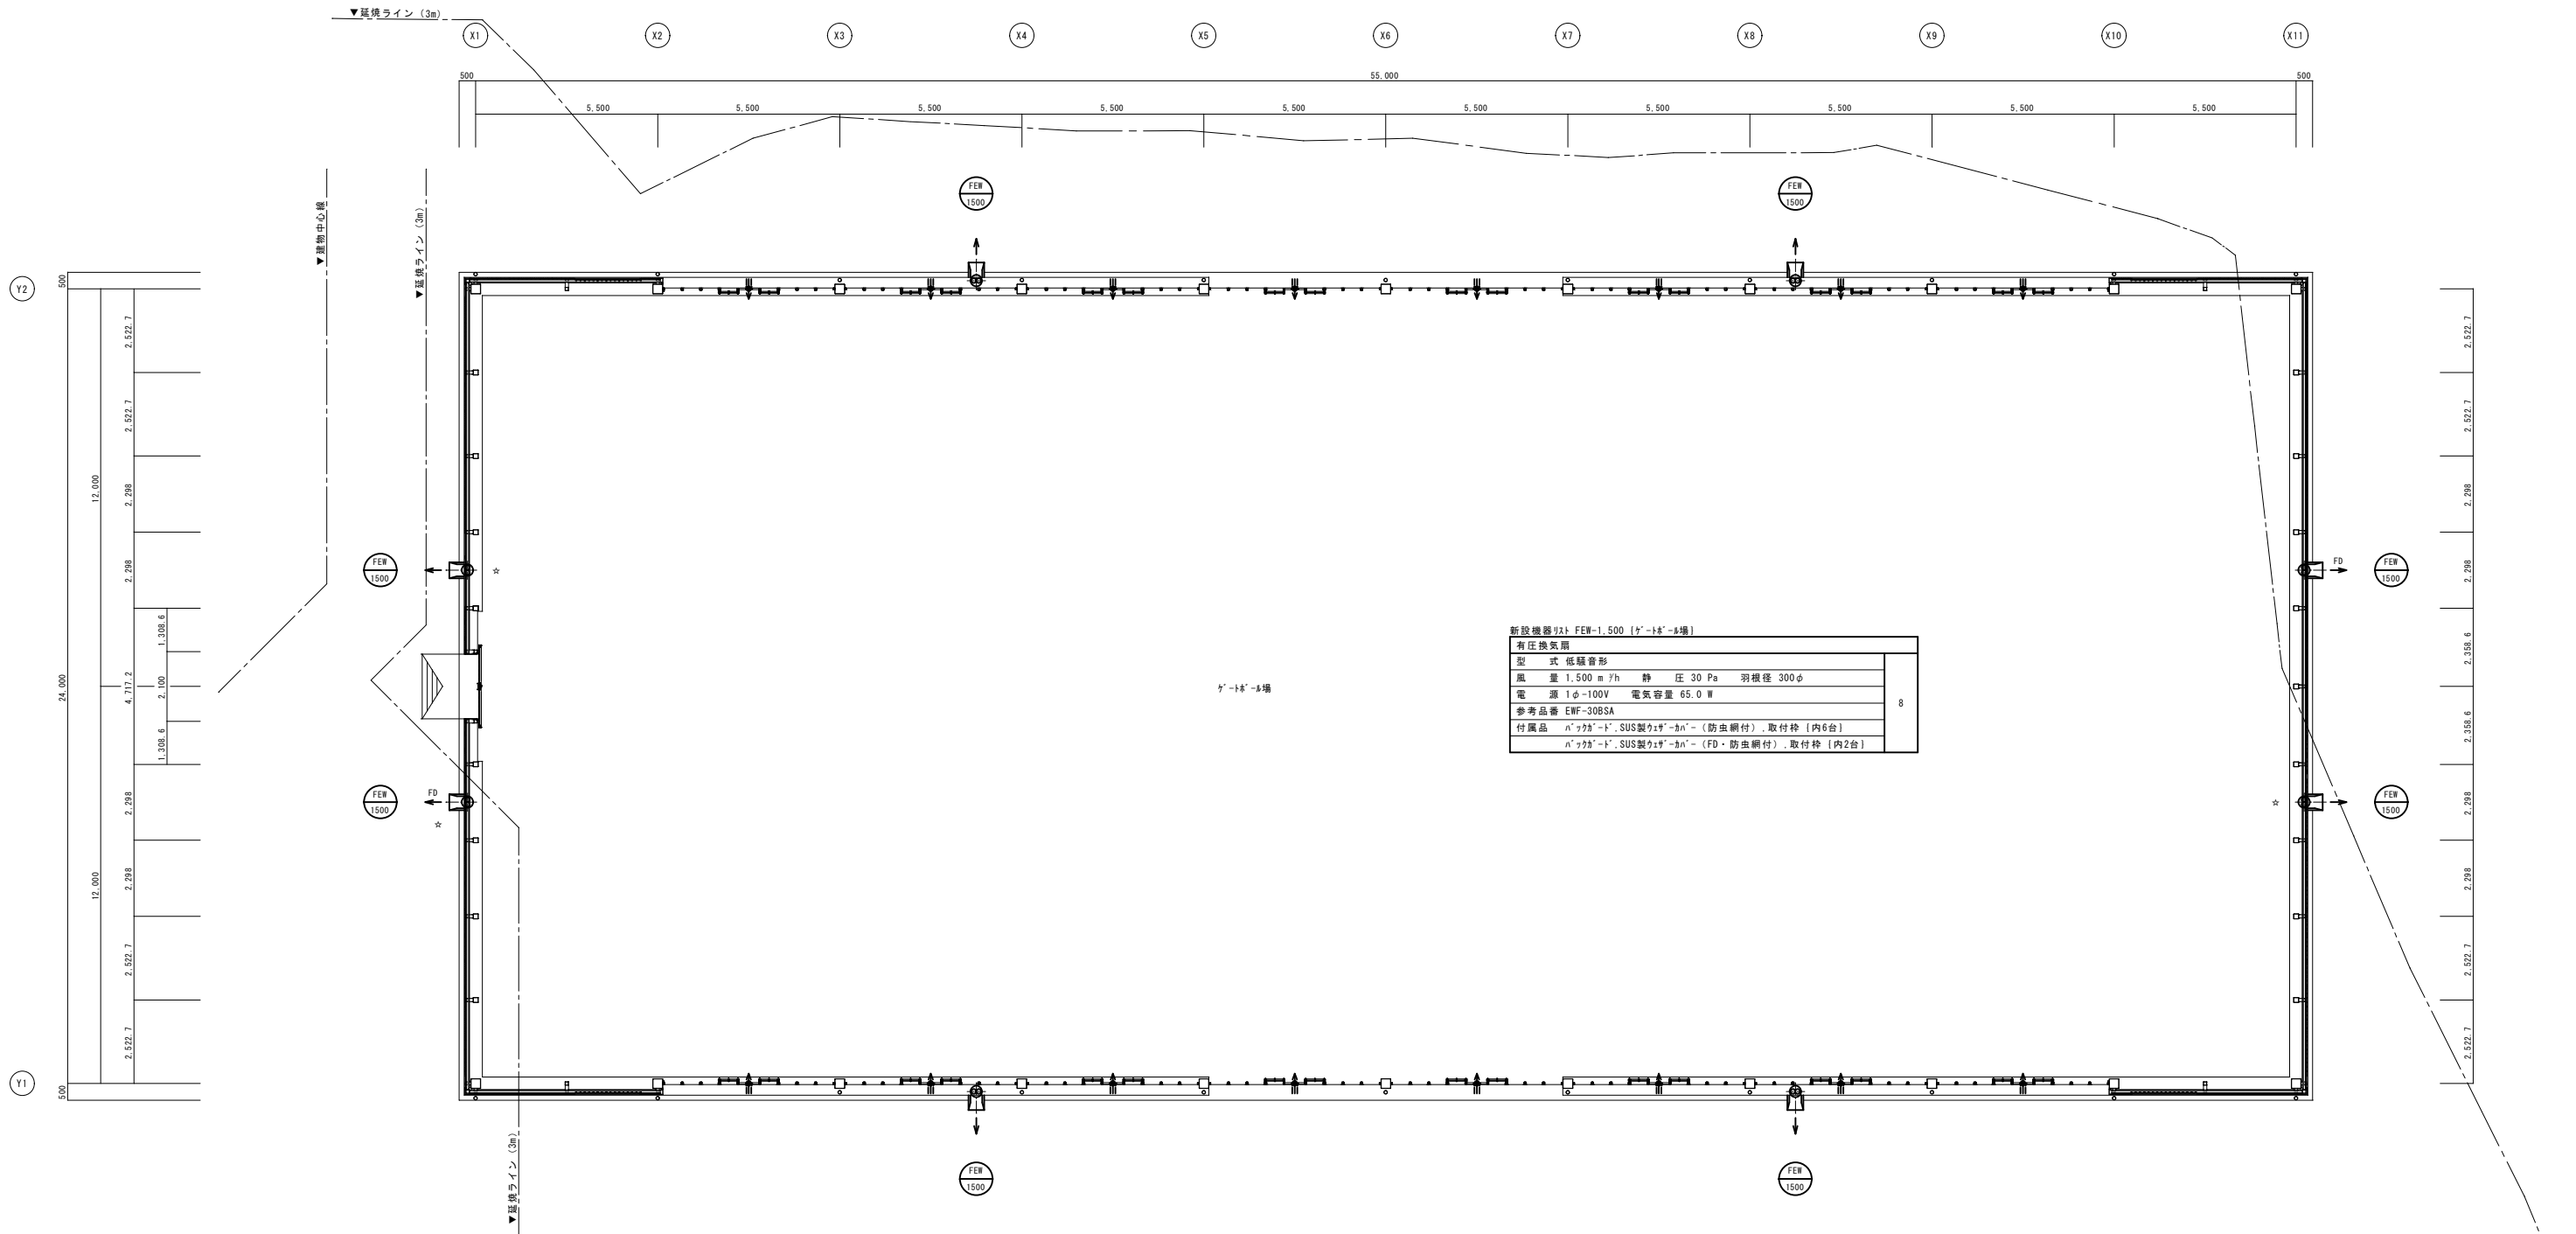 ▼延焼ライン (3m)
X1 X2 X3 X4 X5 X6 X7 X8 X9 X10 X11
500 55,000 500
5,500 5,500 5,500 5,500 5,500 5,500 5,500 5,500 5,500 5,500
▼建物中心線
▼延焼ライン (3m)
FEW
1500
FEW
1500
Y2
500
24,000
12,000
12,000
2,522.7
2,522.7
2,298
2,298
4,717.2
2,298
2,298
2,522.7
2,522.7
1,308.6
2,100
1,308.6
Y1
500
FEW
1500
☆
FD
FEW
1500
FEW
1500
FD
☆
☆
FEW
1500
ｹﾞｰﾄﾎﾞｰﾙ場
新設機器ﾘｽﾄ FEW-1,500 {ｹﾞｰﾄﾎﾞｰﾙ場}
有圧換気扇
型 式 低騒音形
風 量 1,500 m³/h 静 圧 30 Pa 羽根径 300φ
電 源 1φ-100V 電気容量 65.0 W
参考品番 EWF-30BSA
付属品 ﾊﾞｯｸｶﾞｰﾄﾞ,SUS製ｳｪｻﾞｰｶﾊﾞｰ (防虫網付),取付枠 {内6台}
ﾊﾞｯｸｶﾞｰﾄﾞ,SUS製ｳｪｻﾞｰｶﾊﾞｰ (FD・防虫網付),取付枠 {内2台}
8
2,522.7
2,522.7
2,298
2,298
2,358.6
2,358.6
2,298
2,298
2,522.7
2,522.7
▼延焼ライン (3m)
FEW
1500
FEW
1500